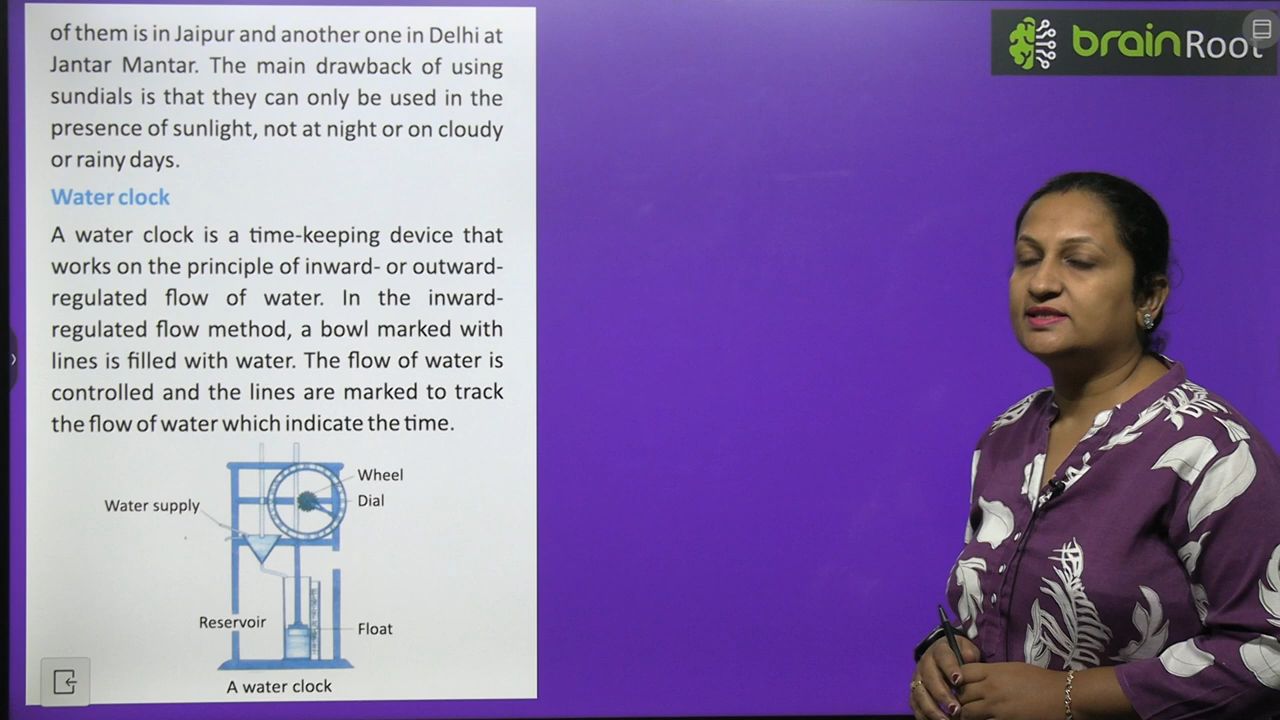 of them is in Jaipur and another one in Delhi at
Jantar Mantar. The main drawback of using
sundials is that they can only be used in the
presence of sunlight, not at night or on cloudy
or rainy days.
Water clock
A water clock is a time-keeping device that
works on the principle of inward- or outward-
regulated flow of water. In the inward-
regulated flow method, a bowl marked with
lines is filled with water. The flow of water is
controlled and the lines are marked to track
the flow of water which indicate the time.
Wheel
Dial
Water supply
Reservoir
Float
A water clock
brainRoot